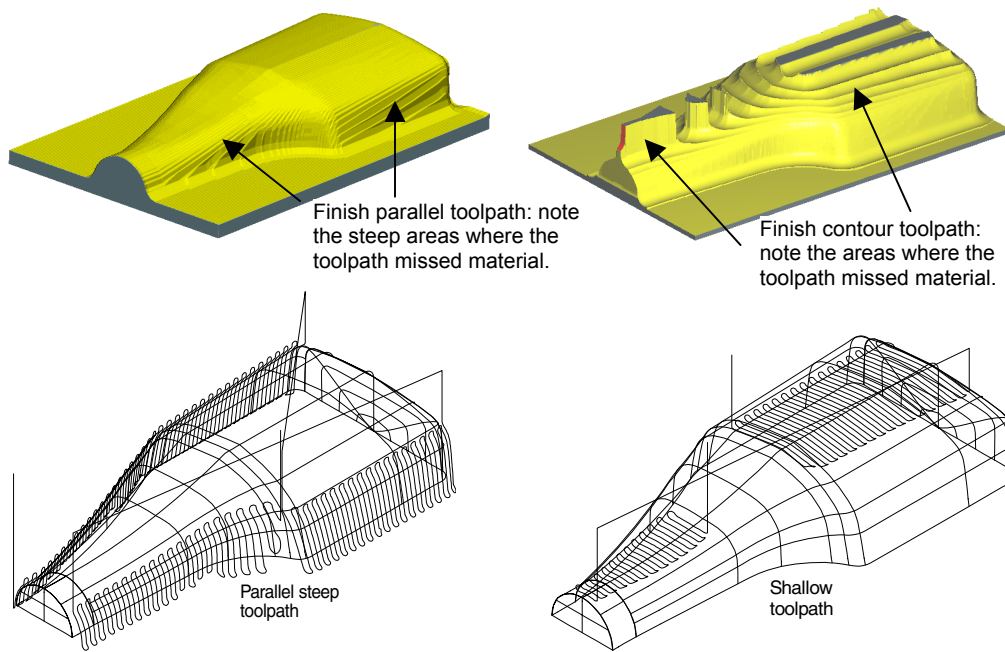 Finish parallel toolpath: note
the steep areas where the
toolpath missed material.
Finish contour toolpath:
note the areas where the
toolpath missed material.
Parallel steep
toolpath
Shallow
toolpath